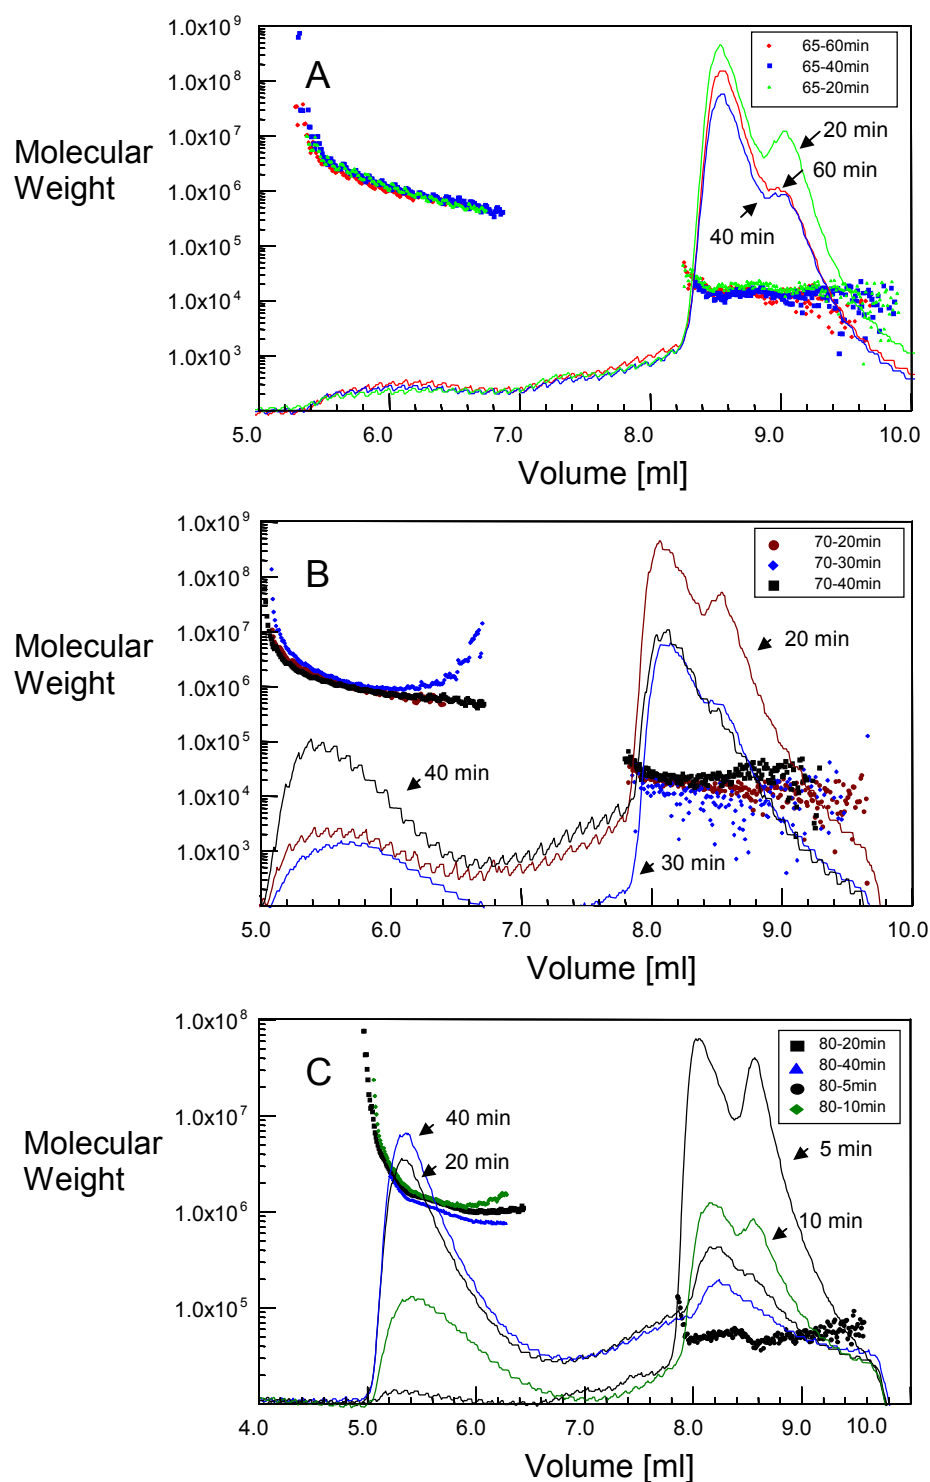 1.0x10⁹
1.0x10⁸
1.0x10⁷
1.0x10⁶
1.0x10⁵
1.0x10⁴
1.0x10³
Molecular
Weight
A
65-60min
65-40min
65-20min
20 min
60 min
40 min
5.0 6.0 7.0 8.0 9.0 10.0
Volume [ml]
1.0x10⁹
1.0x10⁸
1.0x10⁷
1.0x10⁶
1.0x10⁵
1.0x10⁴
1.0x10³
Molecular
Weight
B
70-20min
70-30min
70-40min
20 min
40 min
30 min
5.0 6.0 7.0 8.0 9.0 10.0
Volume [ml]
1.0x10⁸
1.0x10⁷
1.0x10⁶
1.0x10⁵
Molecular
Weight
C
80-20min
80-40min
80-5min
80-10min
40 min
20 min
5 min
10 min
4.0 5.0 6.0 7.0 8.0 9.0 10.0
Volume [ml]